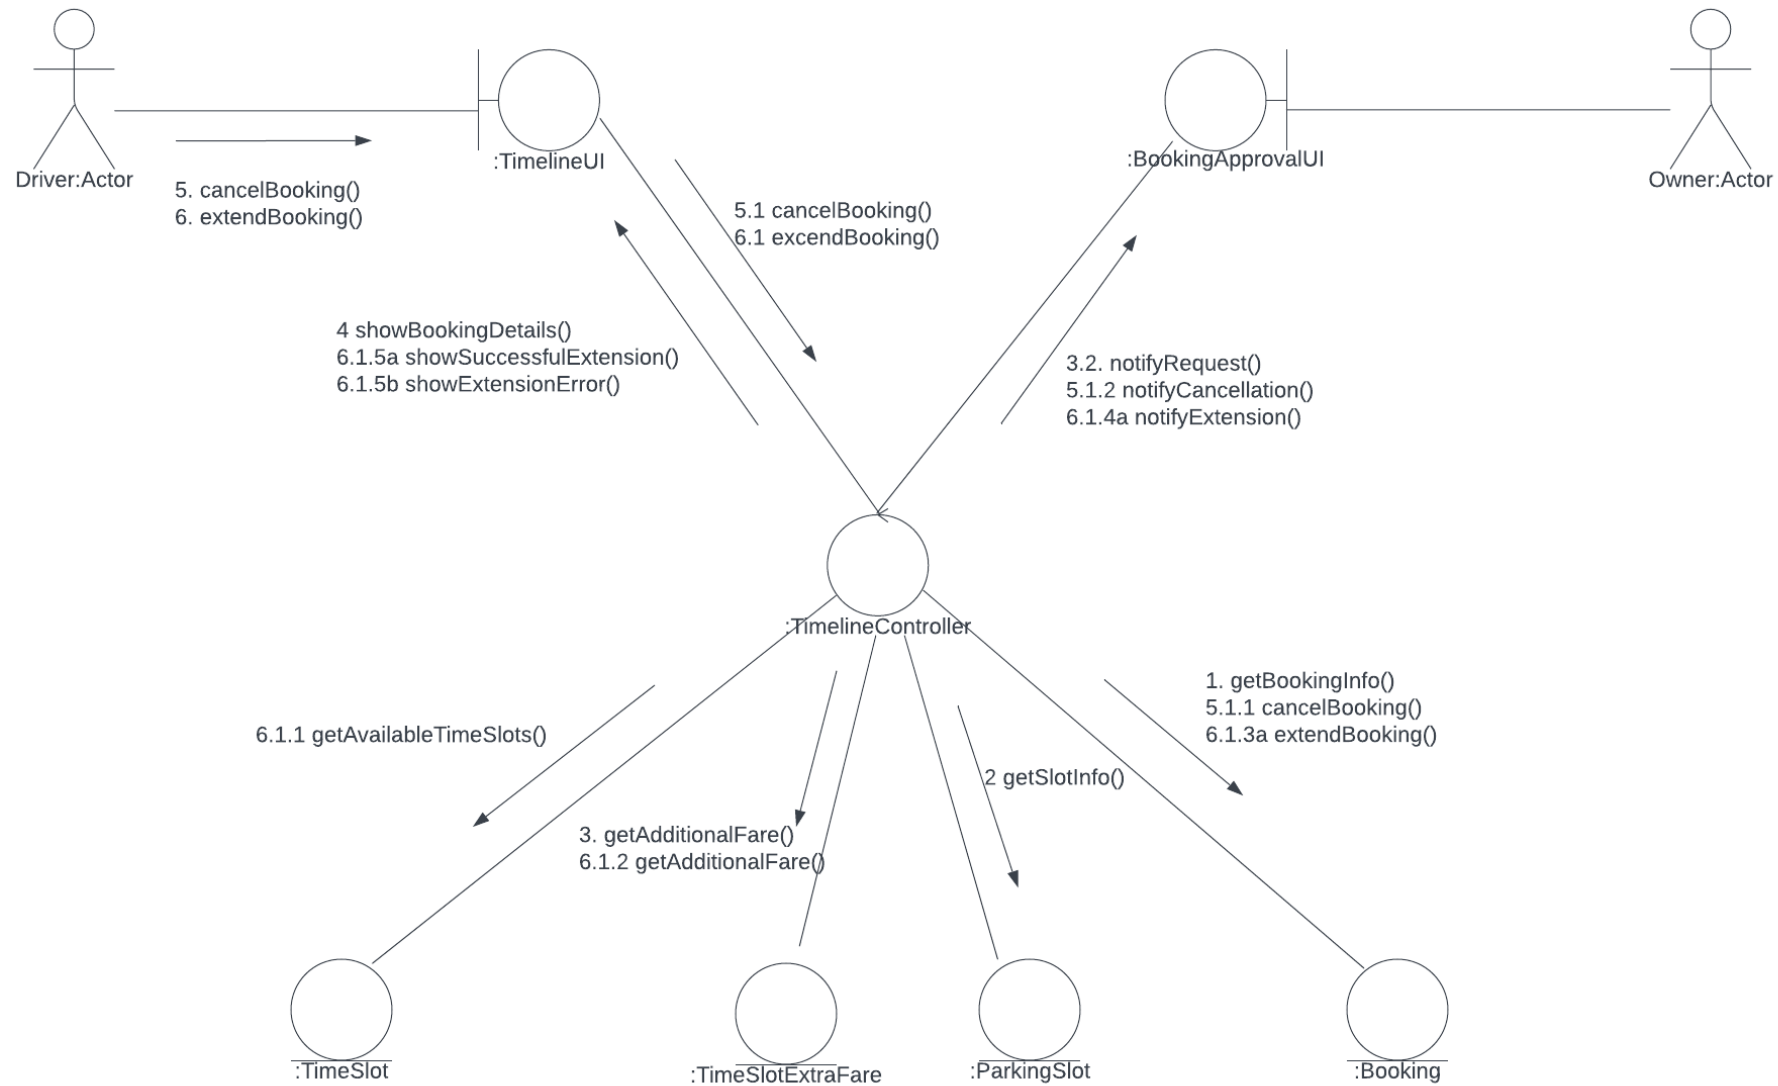 Driver:Actor
:TimelineUI
:BookingApprovalUI
Owner:Actor
5. cancelBooking()
6. extendBooking()
5.1 cancelBooking()
6.1 excendBooking()
4 showBookingDetails()
6.1.5a showSuccessfulExtension()
6.1.5b showExtensionError()
3.2. notifyRequest()
5.1.2 notifyCancellation()
6.1.4a notifyExtension()
:TimelineController
6.1.1 getAvailableTimeSlots()
3. getAdditionalFare()
6.1.2 getAdditionalFare()
2 getSlotInfo()
1. getBookingInfo()
5.1.1 cancelBooking()
6.1.3a extendBooking()
:TimeSlot
:TimeSlotExtraFare
:ParkingSlot
:Booking